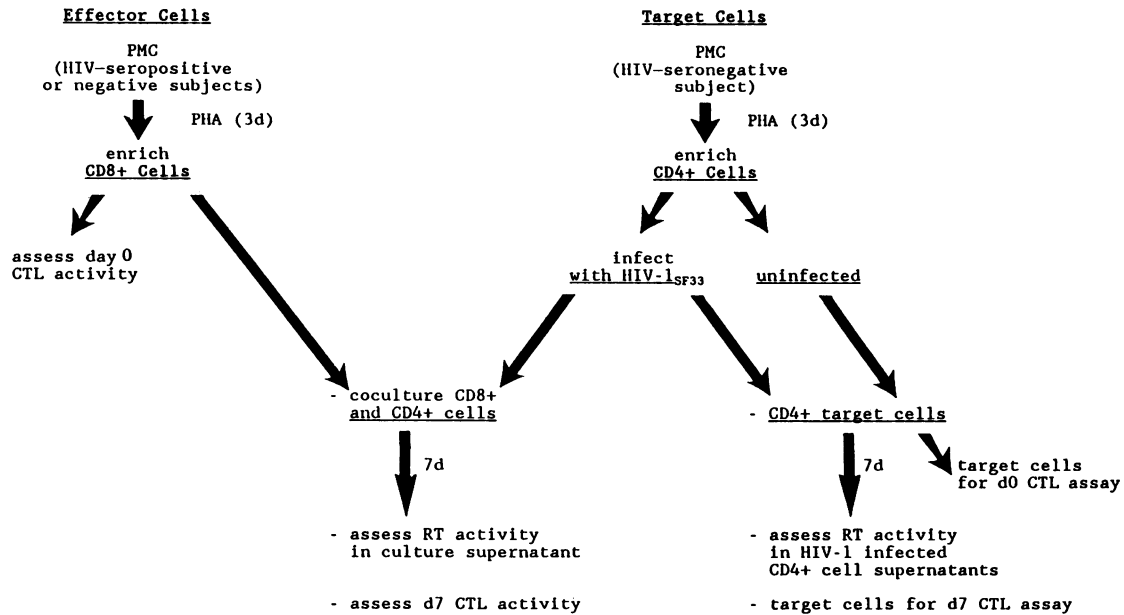 Effector Cells
PMC
(HIV-seropositive
or negative subjects)
PHA (3d)
enrich
CD8+ Cells
assess day 0
CTL activity
Target Cells
PMC
(HIV-seronegative
subject)
PHA (3d)
enrich
CD4+ Cells
infect
with HIV-1SF33
uninfected
- coculture CD8+
and CD4+ cells
7d
- assess RT activity
in culture supernatant
- assess d7 CTL activity
- CD4+ target cells
7d
target cells
for d0 CTL assay
- assess RT activity
in HIV-1 infected
CD4+ cell supernatants
- target cells for d7 CTL assay